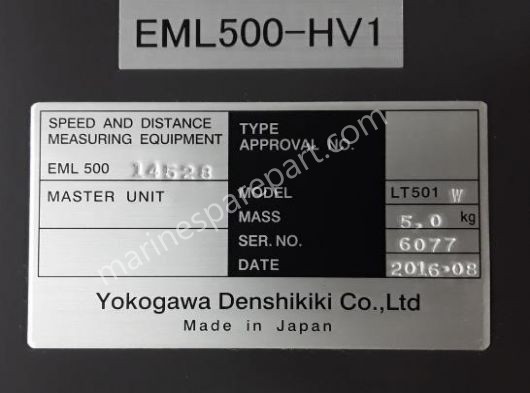 EML500-HV1
SPEED AND DISTANCE
MEASURING EQUIPMENT
EML 500 14528
MASTER UNIT
TYPE
APPROVAL NO.
MODEL LT501 W
MASS 5.0 kg
SER. NO. 6077
DATE 2016-08
Yokogawa Denshikiki Co.,Ltd
Made in Japan
marinesparepart.com